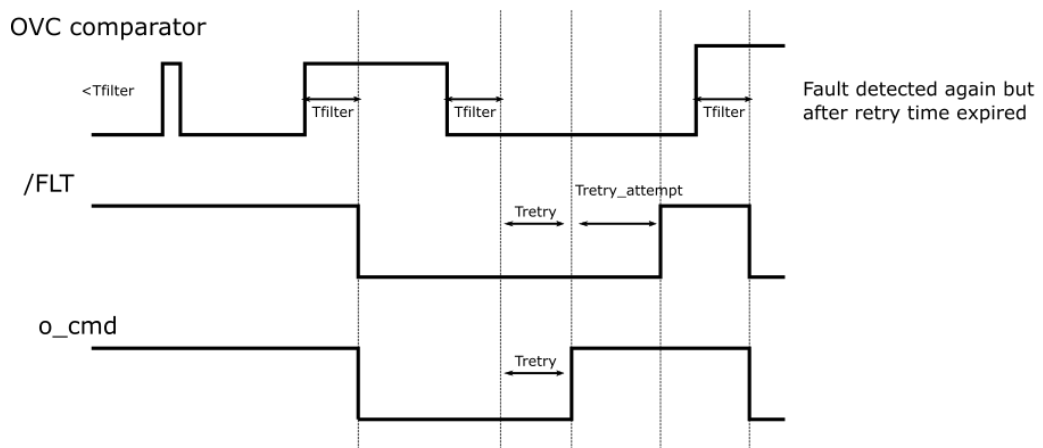 OVC comparator
<Tfilter
Tfilter
Tfilter
Tfilter
Fault detected again but
after retry time expired
/FLT
Tretry
Tretry_attempt
o_cmd
Tretry